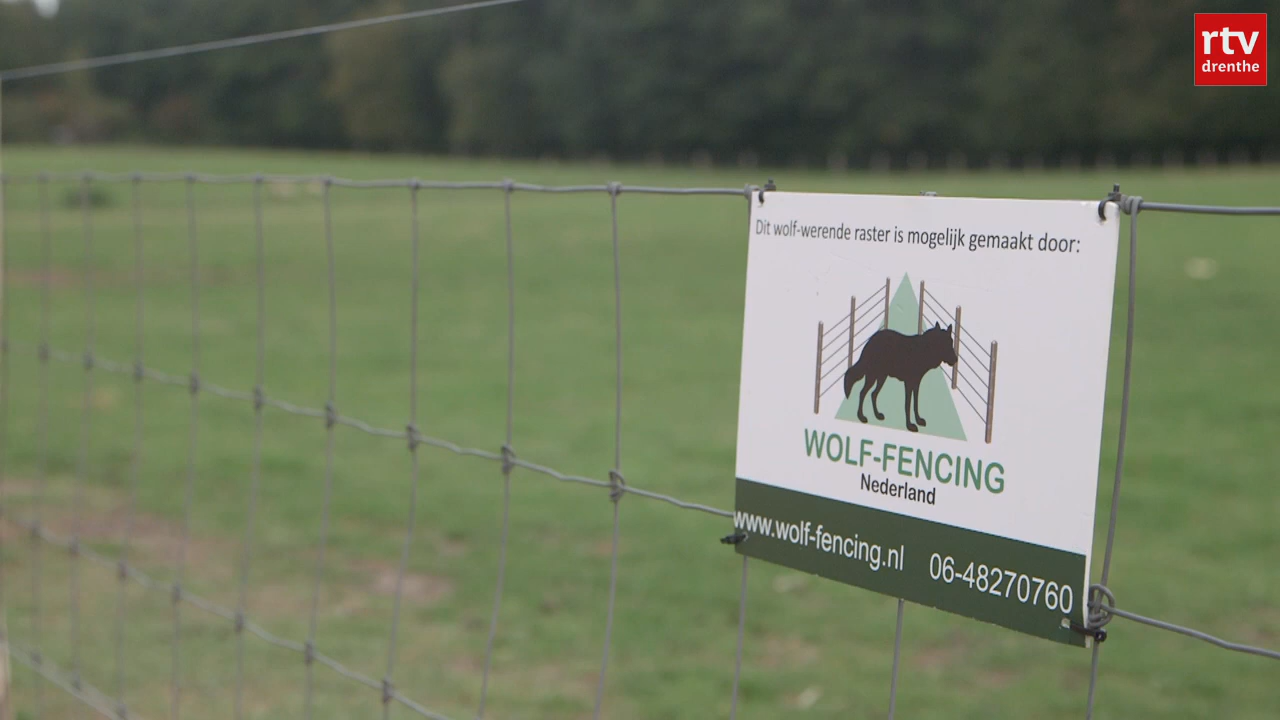 rtv
drenthe
Dit wolf-werende raster is mogelijk gemaakt door:
WOLF-FENCING
Nederland
www.wolf-fencing.nl 06-48270760